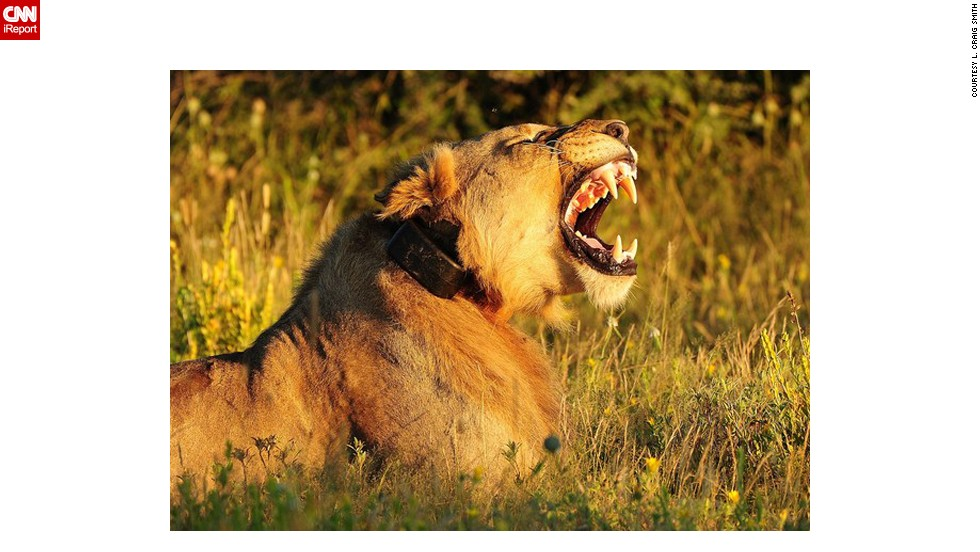 CNN
iReport
COURTESY L. CRAIG SMITH